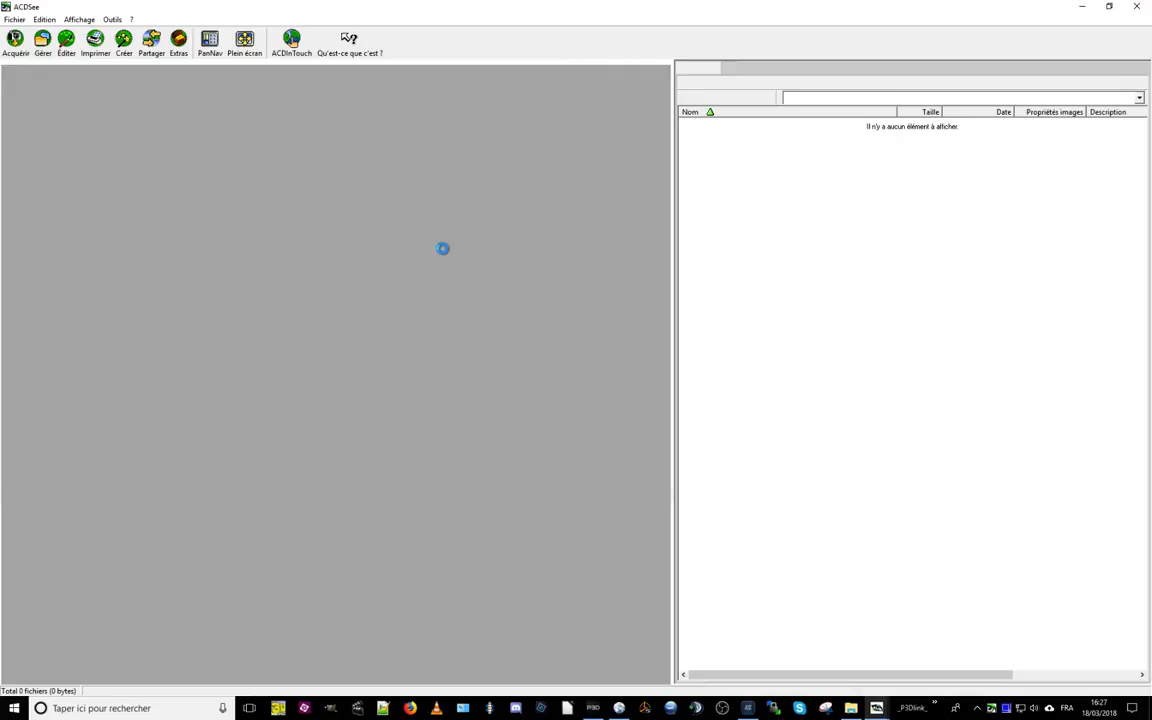 ACDSee
Fichier Edition Affichage Outils ?
Acquérir Gérer Éditer Imprimer Créer Partager Extras PanNav Plein écran ACDInTouch Qu'est-ce que c'est ?
Nom Taille Date Propriétés images Description
Il n'y a aucun élément à afficher.
Total 0 fichiers (0 bytes)
Taper ici pour rechercher P3D _P3Dlink_ FRA 16:27
18/03/2018